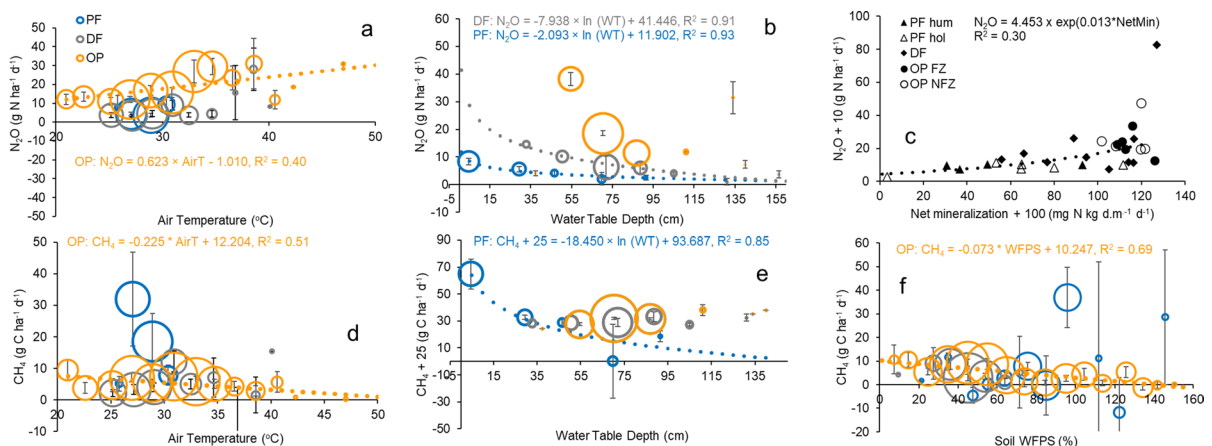 a
PF
DF
OP
N₂O (g N ha⁻¹ d⁻¹)
50
40
30
20
10
0
-10
-20
-30
-40
-50
20
30
40
50
OP: N₂O = 0.623 × AirT - 1.010, R² = 0.40
Air Temperature (°C)
b
DF: N₂O = -7.938 × ln (WT) + 41.446, R² = 0.91
PF: N₂O = -2.093 × ln (WT) + 11.902, R² = 0.93
N₂O (g N ha⁻¹ d⁻¹)
60
50
40
30
20
10
0
-10
-5
35
75
115
155
Water Table Depth (cm)
c
PF hum
PF hol
DF
OP FZ
OP NFZ
N₂O = 4.453 x exp(0.013*NetMin)
R² = 0.30
N₂O + 10 (g N ha⁻¹ d⁻¹)
100
80
60
40
20
0
0
20
40
60
80
100
120
140
Net mineralization + 100 (mg N kg d.m⁻¹ d⁻¹)
d
OP: CH₄ = -0.225 * AirT + 12.204, R² = 0.51
CH₄ (g C ha⁻¹ d⁻¹)
50
40
30
20
10
0
20
30
40
50
Air Temperature (°C)
e
PF: CH₄ + 25 = -18.450 × ln (WT) + 93.687, R² = 0.85
CH₄ + 25 (g C ha⁻¹ d⁻¹)
90
70
50
30
10
-10
-30
-50
-5
15
35
55
75
95
115
135
Water Table Depth (cm)
f
OP: CH₄ = -0.073 * WFPS + 10.247, R² = 0.69
CH₄ (g C ha⁻¹ d⁻¹)
60
50
40
30
20
10
0
-10
-20
0
20
40
60
80
100
120
140
160
Soil WFPS (%)